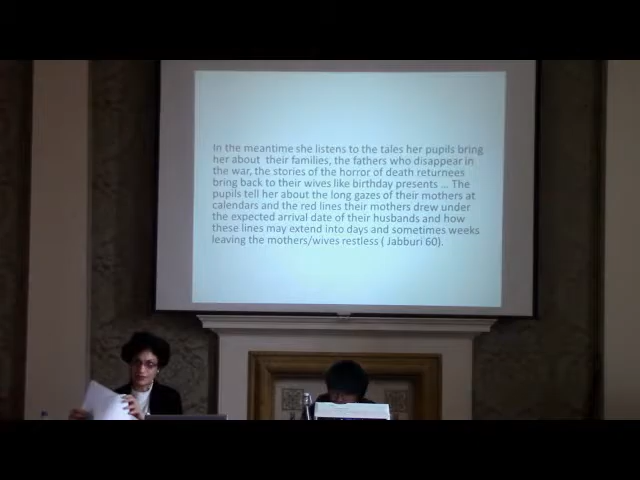 In the meantime she listens to the tales her pupils bring
her about their families, the fathers who disappear in
the war, the stories of the horror of death returnees
bring back to their wives like birthday presents ... The
pupils tell her about the long gazes of their mothers at
calendars and the red lines their mothers drew under
the expected arrival date of their husbands and how
these lines may extend into days and sometimes weeks
leaving the mothers/wives restless ( Jabburi 60).